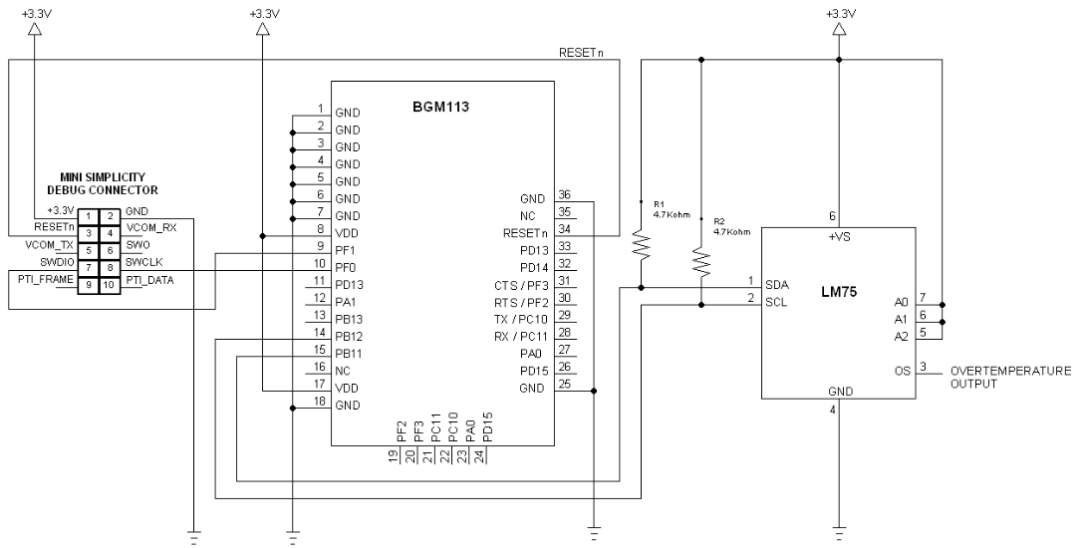 +3.3V
+3.3V
+3.3V
RESETn
BGM113
1 GND
2 GND
3 GND
4 GND
5 GND
6 GND
7 GND
8 VDD
9 PF1
10 PF0
11 PD13
12 PA1
13 PB13
14 PB12
15 PB11
16 NC
17 VDD
18 GND
GND 36
NC 35
RESETn 34
PD13 33
PD14 32
CTS / PF3 31
RTS / PF2 30
TX / PC10 29
RX / PC11 28
PA0 27
PD15 26
GND 25
19 PF2
20 PF3
21 PC11
22 PC10
23 PA0
24 PD15
MINI SIMPLICITY
DEBUG CONNECTOR
+3.3V 1 2 GND
RESETn 3 4 VCOM_RX
VCOM_TX 5 6 SWO
SWDIO 7 8 SWCLK
PTI_FRAME 9 10 PTI_DATA
R1
4.7Kohm
R2
4.7Kohm
6
+VS
LM75
1 SDA
2 SCL
A0 7
A1 6
A2 5
OS 3 OVERTEMPERATURE
OUTPUT
GND
4